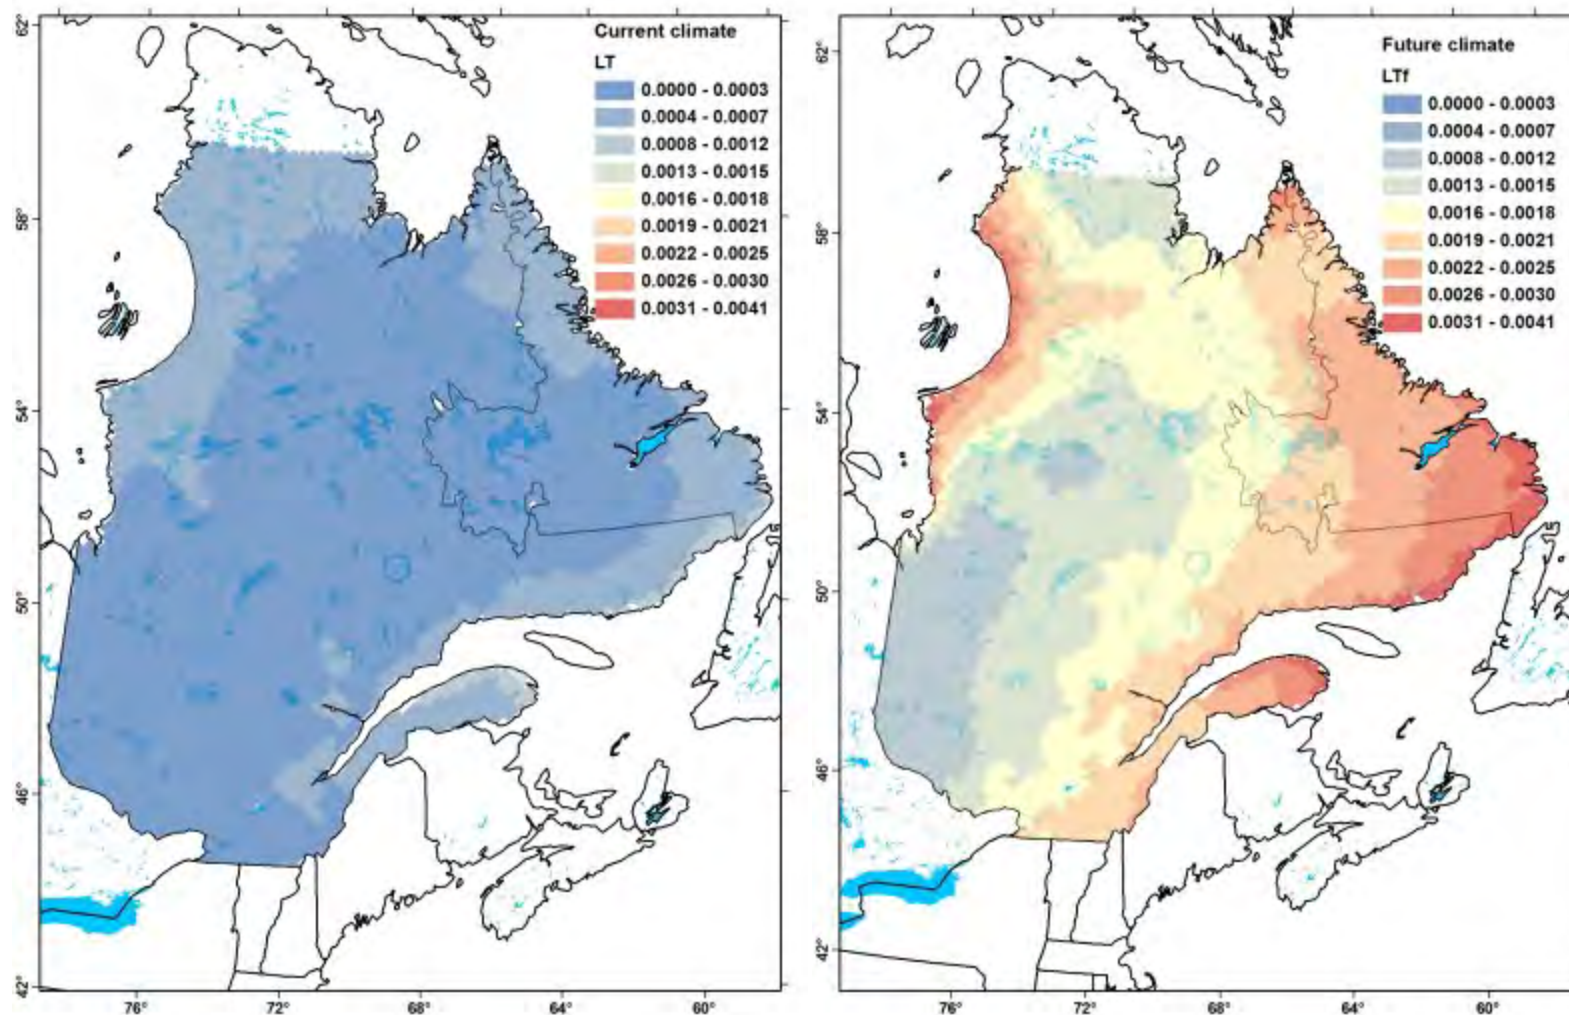 Current climate
LT
0.0000 - 0.0003
0.0004 - 0.0007
0.0008 - 0.0012
0.0013 - 0.0015
0.0016 - 0.0018
0.0019 - 0.0021
0.0022 - 0.0025
0.0026 - 0.0030
0.0031 - 0.0041
62°
58°
54°
50°
46°
42°
76°
72°
68°
64°
60°
Future climate
LTf
0.0000 - 0.0003
0.0004 - 0.0007
0.0008 - 0.0012
0.0013 - 0.0015
0.0016 - 0.0018
0.0019 - 0.0021
0.0022 - 0.0025
0.0026 - 0.0030
0.0031 - 0.0041
62°
58°
54°
50°
46°
42°
76°
72°
68°
64°
60°